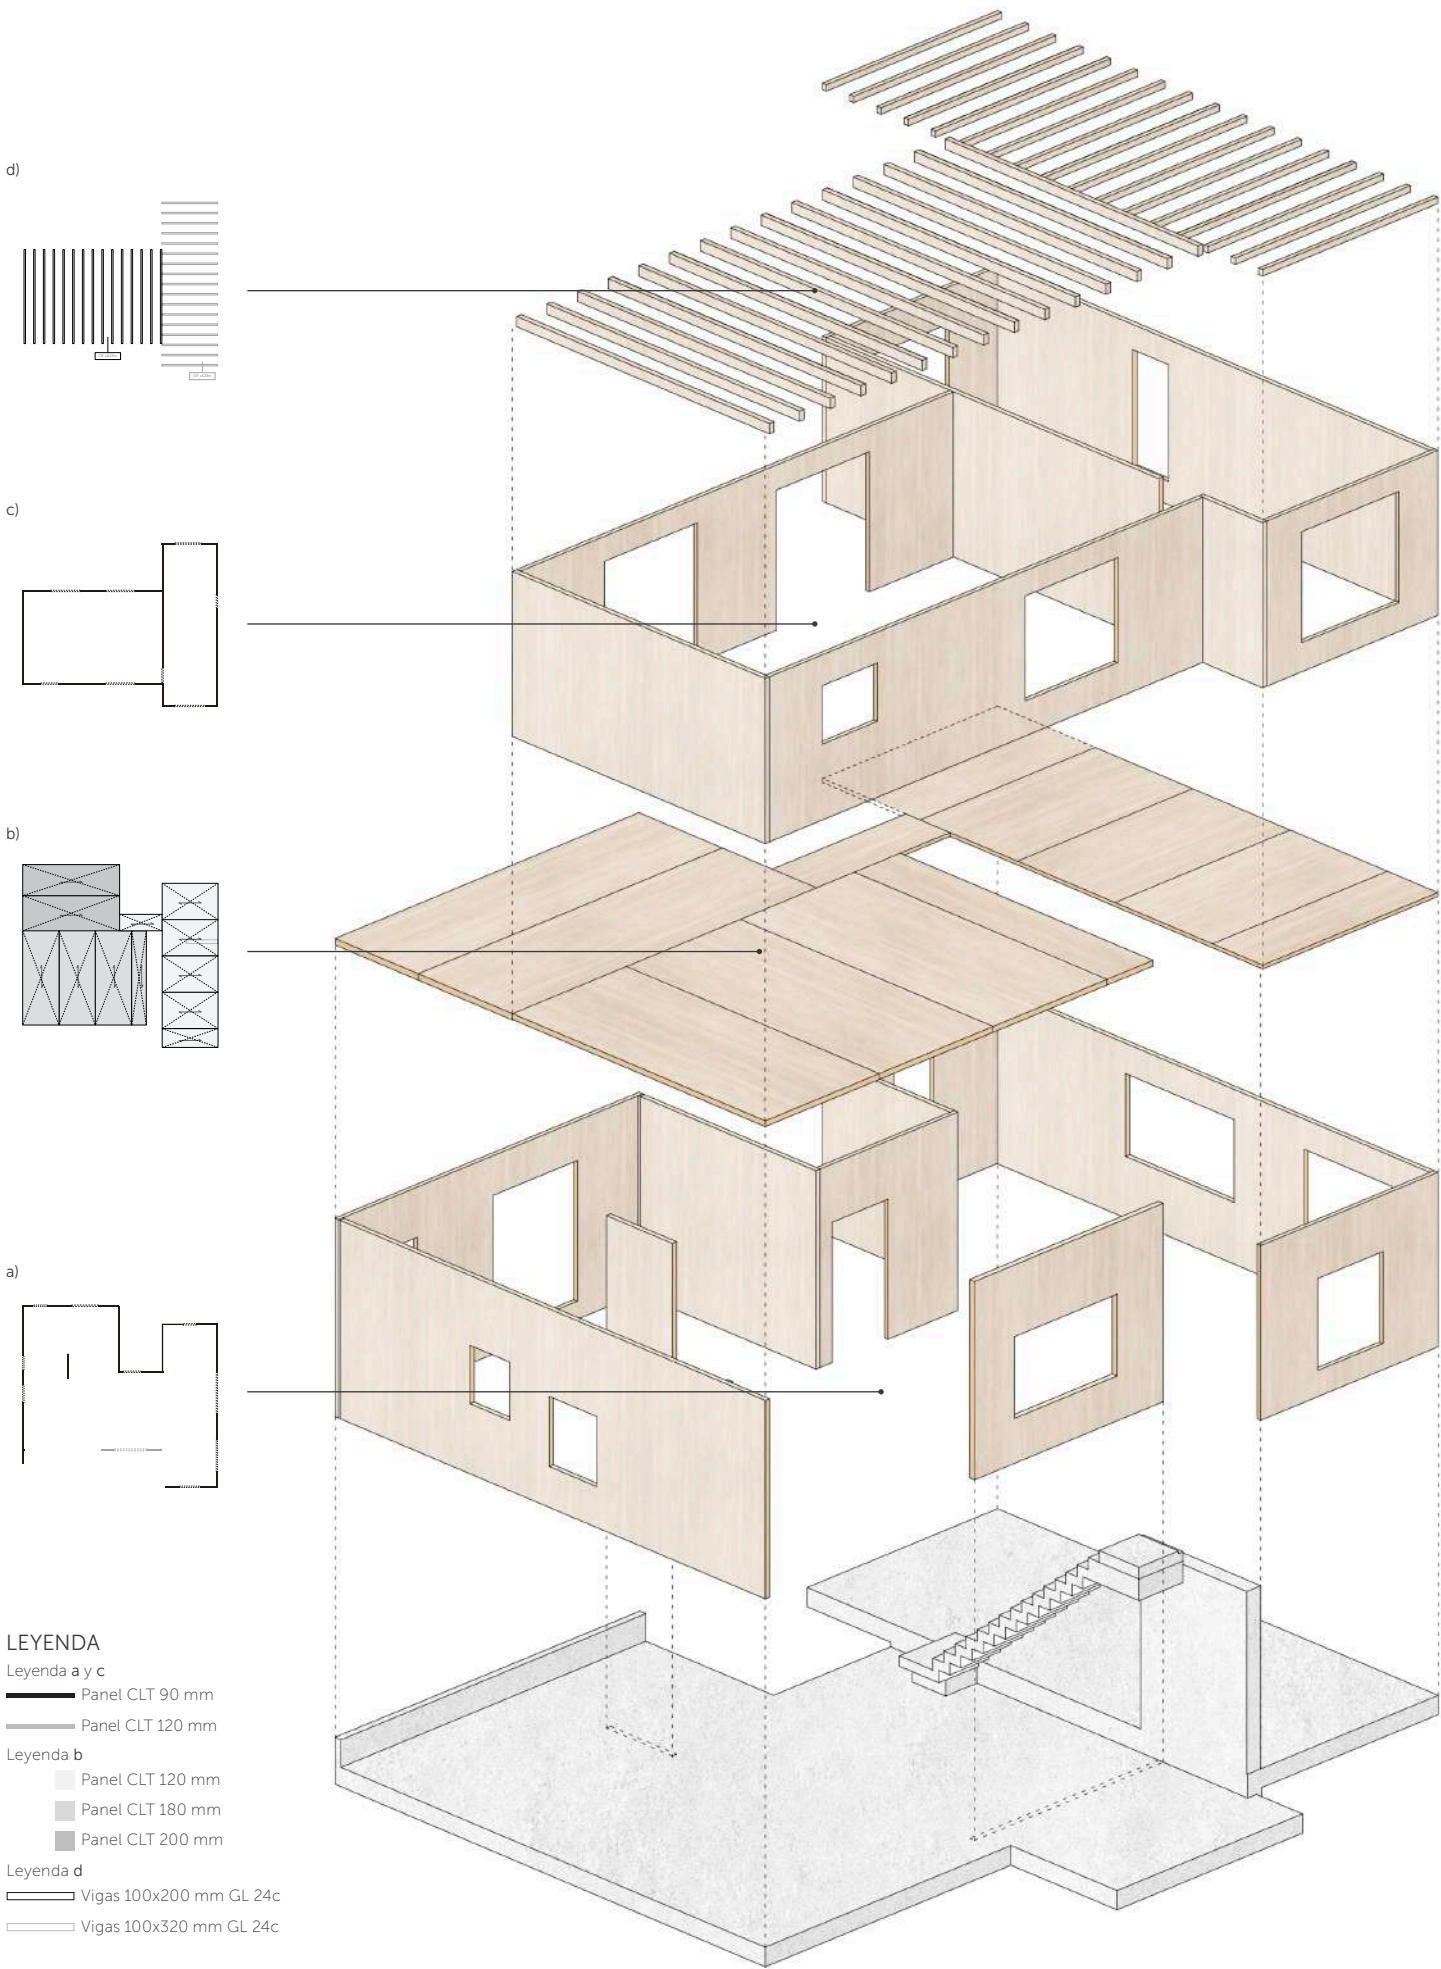 d)
c)
b)
a)
LEYENDA
Leyenda a y c
Panel CLT 90 mm
Panel CLT 120 mm
Leyenda b
Panel CLT 120 mm
Panel CLT 180 mm
Panel CLT 200 mm
Leyenda d
Vigas 100x200 mm GL 24c
Vigas 100x320 mm GL 24c